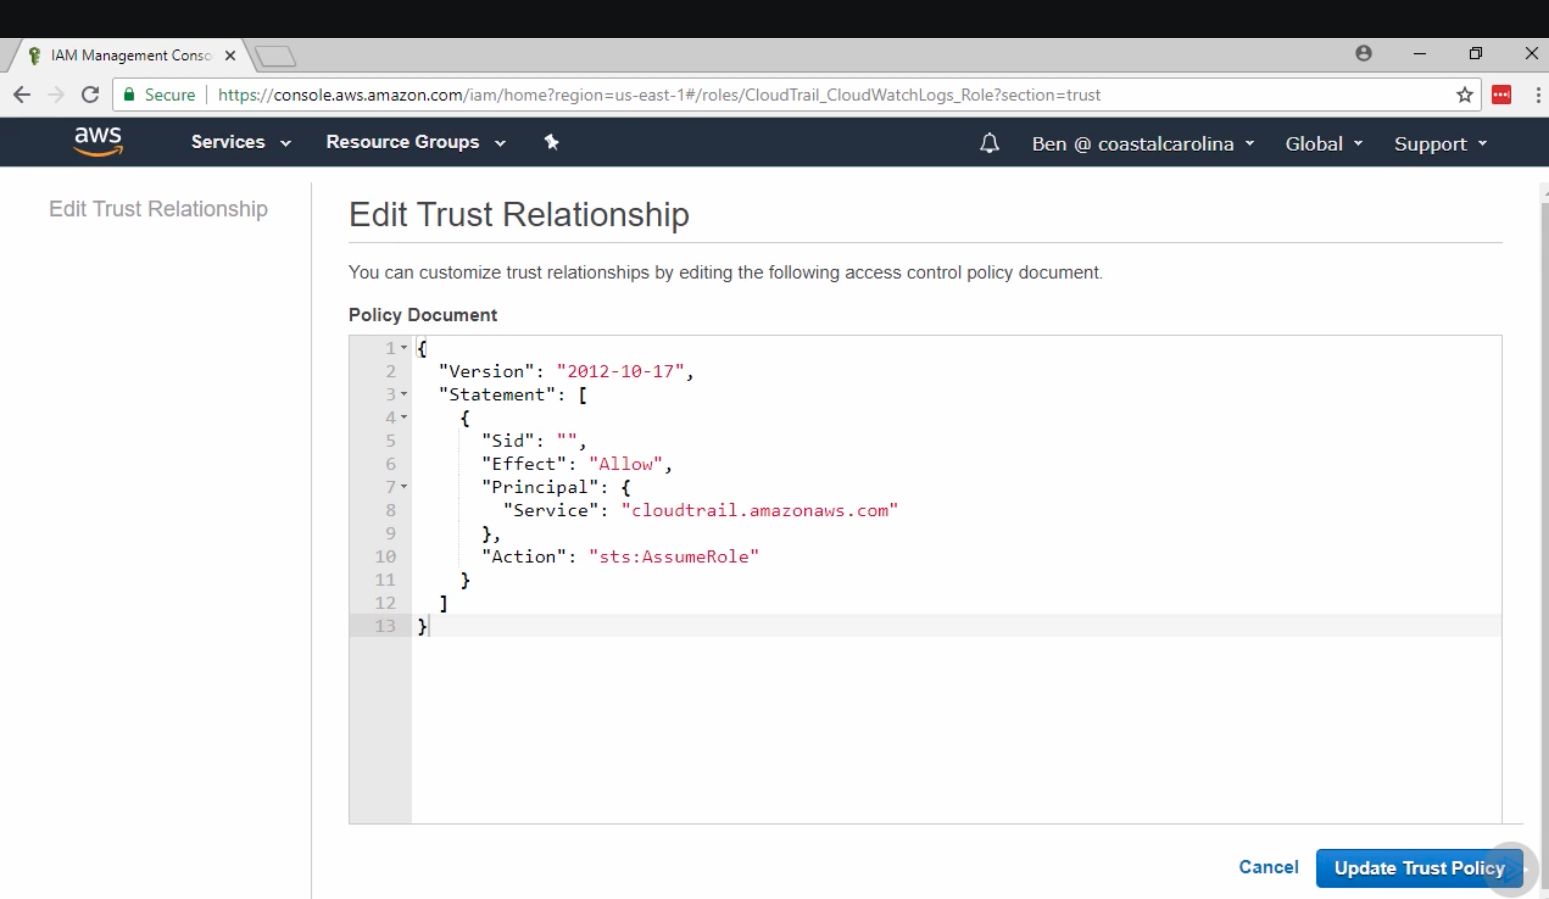 IAM Management Conso
Secure https://console.aws.amazon.com/iam/home?region=us-east-1#/roles/CloudTrail_CloudWatchLogs_Role?section=trust
aws Services Resource Groups Ben @ coastalcarolina Global Support
Edit Trust Relationship
Edit Trust Relationship
You can customize trust relationships by editing the following access control policy document.
Policy Document
1 {
2 "Version": "2012-10-17",
3 "Statement": [
4 {
5 "Sid": "",
6 "Effect": "Allow",
7 "Principal": {
8 "Service": "cloudtrail.amazonaws.com"
9 },
10 "Action": "sts:AssumeRole"
11 }
12 ]
13 }
Cancel Update Trust Policy